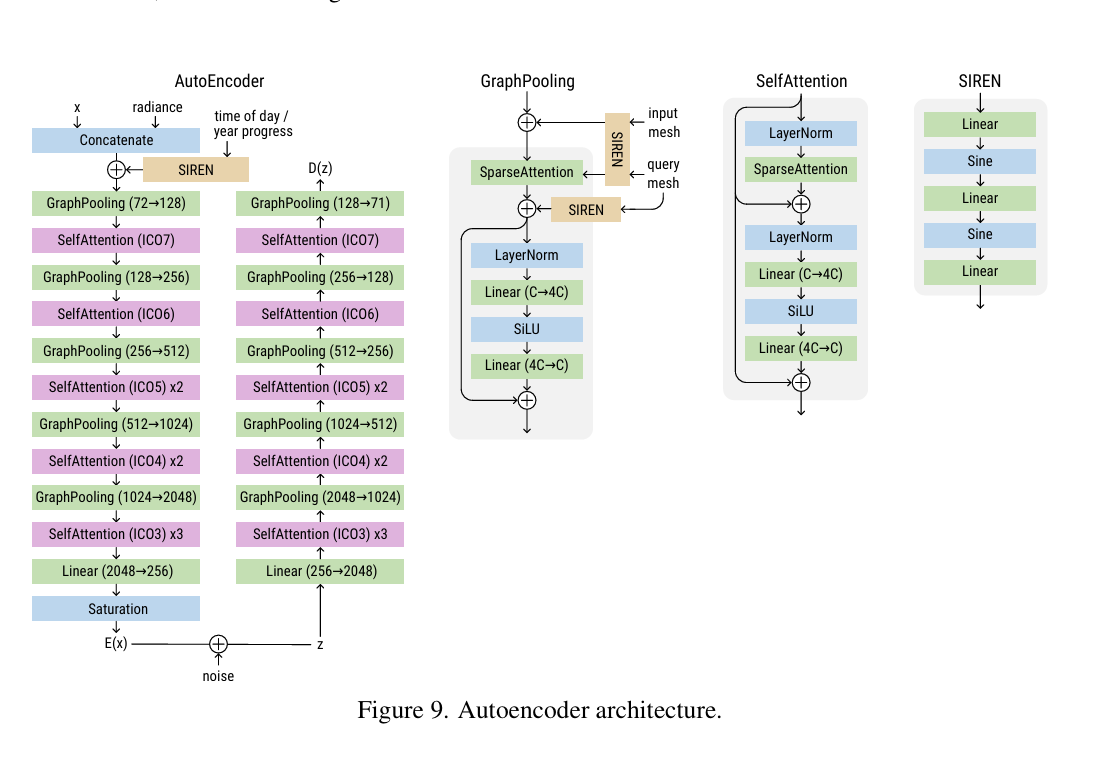 AutoEncoder
x
radiance
time of day /
year progress
Concatenate
SIREN
GraphPooling (72→128)
SelfAttention (ICO7)
GraphPooling (128→256)
SelfAttention (ICO6)
GraphPooling (256→512)
SelfAttention (ICO5) x2
GraphPooling (512→1024)
SelfAttention (ICO4) x2
GraphPooling (1024→2048)
SelfAttention (ICO3) x3
Linear (2048→256)
Saturation
E(x)
noise
z
D(z)
GraphPooling (128→71)
SelfAttention (ICO7)
GraphPooling (256→128)
SelfAttention (ICO6)
GraphPooling (512→256)
SelfAttention (ICO5) x2
GraphPooling (1024→512)
SelfAttention (ICO4) x2
GraphPooling (2048→1024)
SelfAttention (ICO3) x3
Linear (256→2048)
GraphPooling
input
mesh
SIREN
query
mesh
SparseAttention
SIREN
LayerNorm
Linear (C→4C)
SiLU
Linear (4C→C)
SelfAttention
LayerNorm
SparseAttention
LayerNorm
Linear (C→4C)
SiLU
Linear (4C→C)
SIREN
Linear
Sine
Linear
Sine
Linear
Figure 9. Autoencoder architecture.